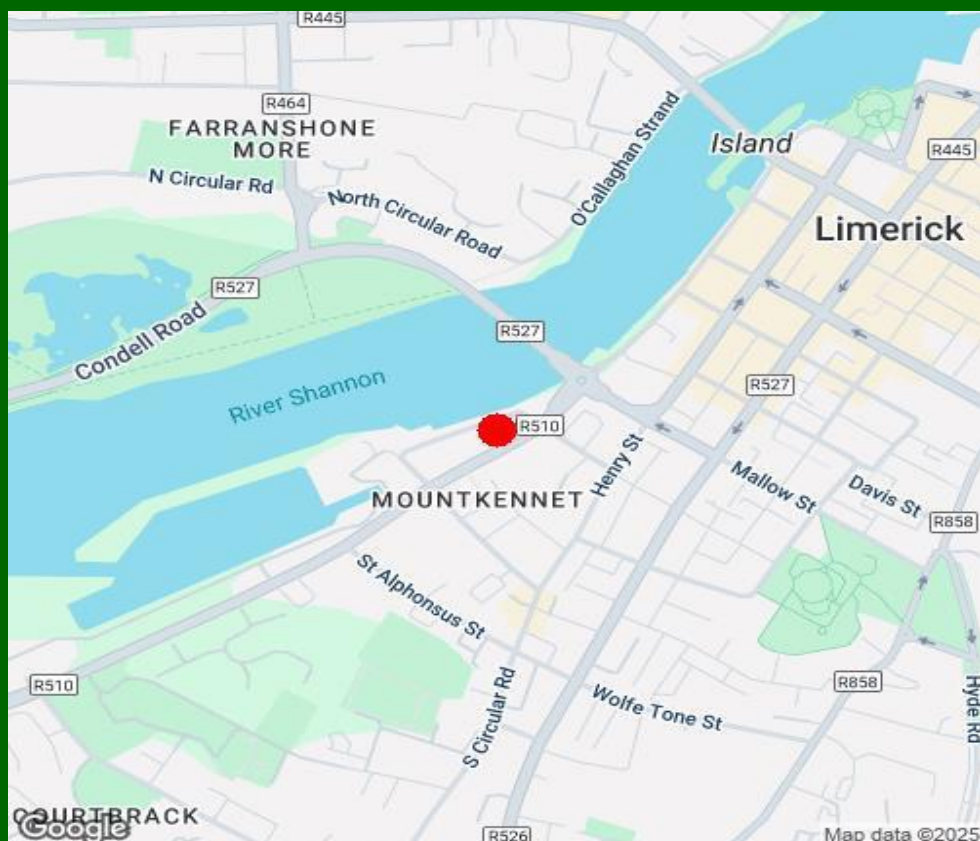 R445
R464
FARRANSHONE
MORE
N Circular Rd
North Circular Road
O'Callaghan Strand
Island
R445
Limerick
R527
Condell Road
R527
River Shannon
R527
R510
MOUNTKENNET
Henry St
Mallow St
Davis St
R858
St Alphonsus St
R510
S Circular Rd
Wolfe Tone St
R858
Hyde Rd
COURTBRACK
Google
R526
Map data ©2025